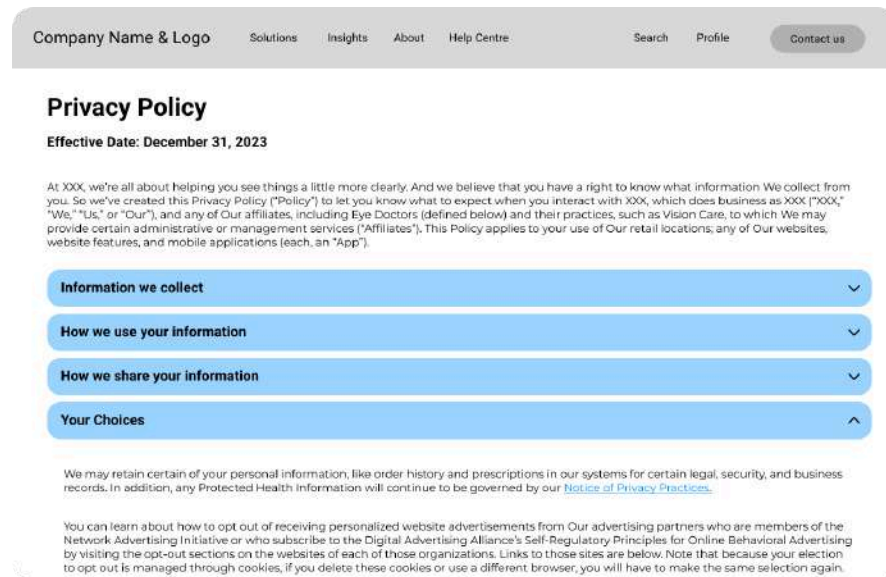 Company Name & Logo Solutions Insights About Help Centre Search Profile Contact us
Privacy Policy
Effective Date: December 31, 2023
At XXX, we're all about helping you see things a little more clearly. And we believe that you have a right to know what information We collect from
you. So we've created this Privacy Policy ("Policy") to let you know what to expect when you interact with XXX, which does business as XXX ("XXX,"
"We," "Us," or "Our"), and any of Our affiliates, including Eye Doctors (defined below) and their practices, such as Vision Care, to which We may
provide certain administrative or management services ("Affiliates"). This Policy applies to your use of Our retail locations; any of Our websites,
website features, and mobile applications (each, an "App").
Information we collect
How we use your information
How we share your information
Your Choices
We may retain certain of your personal information, like order history and prescriptions in our systems for certain legal, security, and business
records. In addition, any Protected Health Information will continue to be governed by our Notice of Privacy Practices.
You can learn about how to opt out of receiving personalized website advertisements from Our advertising partners who are members of the
Network Advertising Initiative or who subscribe to the Digital Advertising Alliance's Self-Regulatory Principles for Online Behavioral Advertising
by visiting the opt-out sections on the websites of each of those organizations. Links to those sites are below. Note that because your election
to opt out is managed through cookies, if you delete these cookies or use a different browser, you will have to make the same selection again.